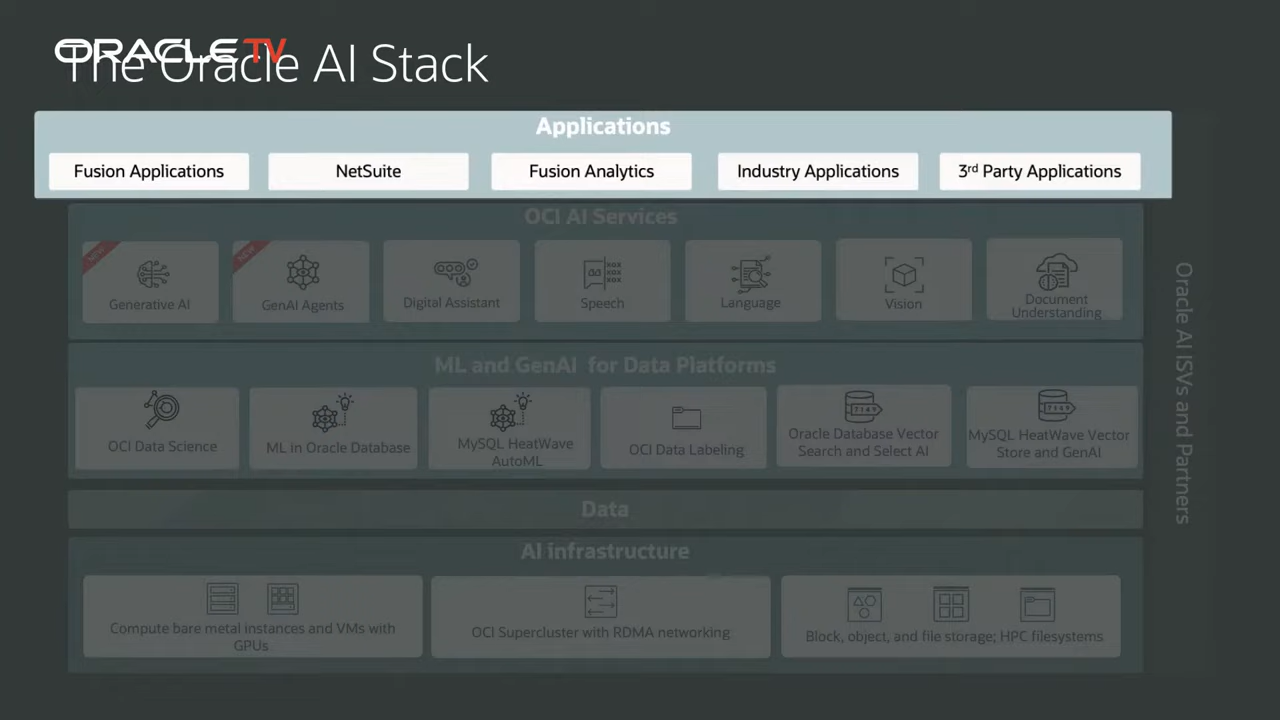 ORACLE TV
The Oracle AI Stack
Applications
Fusion Applications
NetSuite
Fusion Analytics
Industry Applications
3rd Party Applications
OCI AI Services
NEW
Generative AI
NEW
GenAI Agents
Digital Assistant
Speech
Language
Vision
Document
Understanding
ML and GenAI for Data Platforms
OCI Data Science
ML in Oracle Database
MySQL HeatWave
AutoML
OCI Data Labeling
7149
Oracle Database Vector
Search and Select AI
7149
MySQL HeatWave Vector
Store and GenAI
Data
AI infrastructure
Compute bare metal instances and VMs with
GPUs
OCI Supercluster with RDMA networking
Block, object, and file storage; HPC filesystems
Oracle AI ISVs and Partners